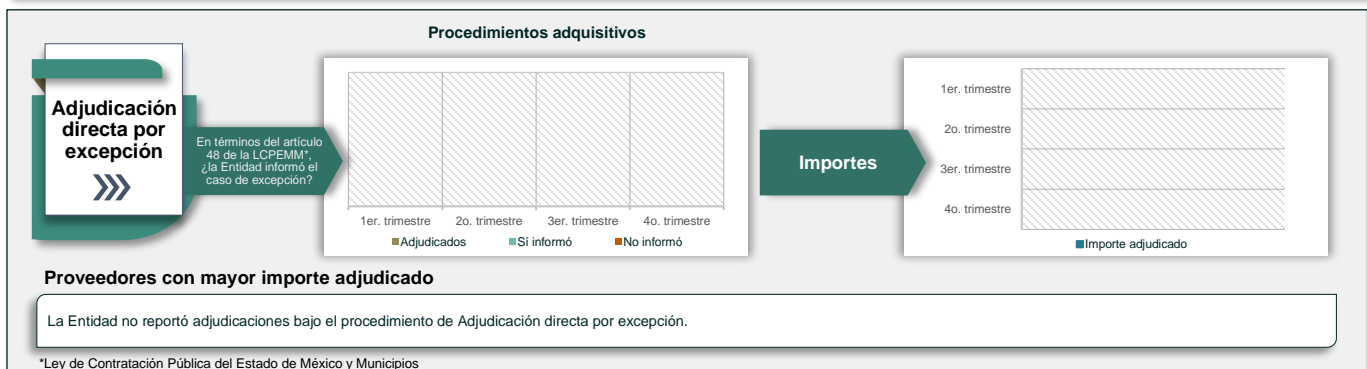 Procedimientos adquisitivos
Adjudicación
directa por
excepción
En términos del artículo
48 de la LCPEMM*,
¿la Entidad informó el
caso de excepción?
1er. trimestre 2o. trimestre 3er. trimestre 4o. trimestre
Adjudicados Sí informó No informó
Importes
1er. trimestre
2o. trimestre
3er. trimestre
4o. trimestre
Importe adjudicado
Proveedores con mayor importe adjudicado
La Entidad no reportó adjudicaciones bajo el procedimiento de Adjudicación directa por excepción.
*Ley de Contratación Pública del Estado de México y Municipios